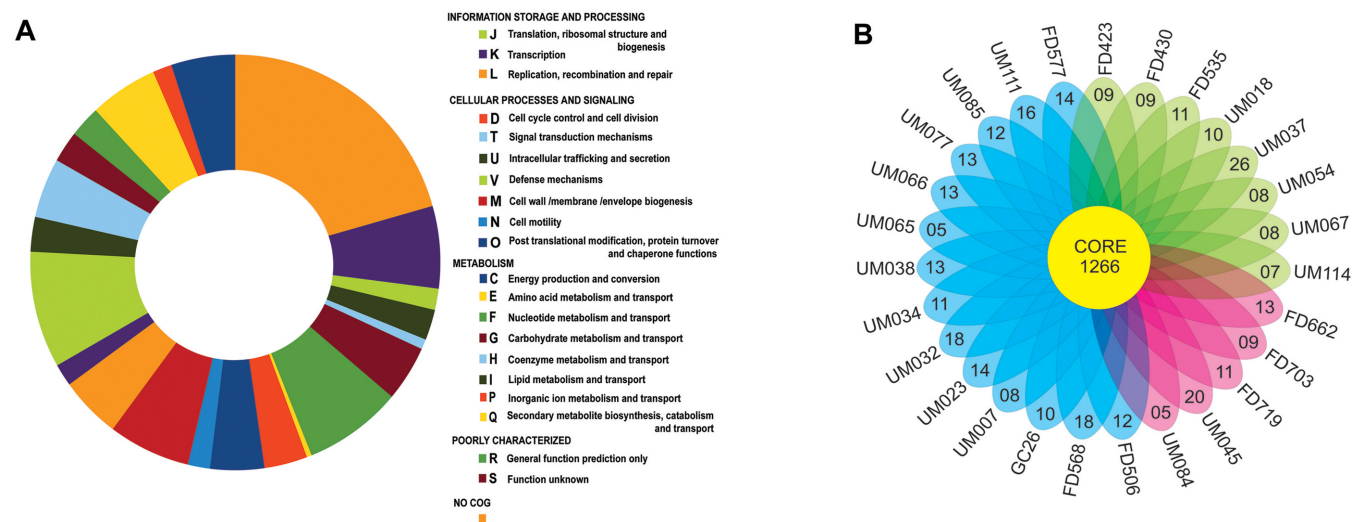 A
INFORMATION STORAGE AND PROCESSING
J Translation, ribosomal structure and
biogenesis
K Transcription
L Replication, recombination and repair
CELLULAR PROCESSES AND SIGNALING
D Cell cycle control and cell division
T Signal transduction mechanisms
U Intracellular trafficking and secretion
V Defense mechanisms
M Cell wall /membrane /envelope biogenesis
N Cell motility
O Post translational modification, protein turnover
and chaperone functions
METABOLISM
C Energy production and conversion
E Amino acid metabolism and transport
F Nucleotide metabolism and transport
G Carbohydrate metabolism and transport
H Coenzyme metabolism and transport
I Lipid metabolism and transport
P Inorganic ion metabolism and transport
Q Secondary metabolite biosynthesis, catabolism
and transport
POORLY CHARACTERIZED
R General function prediction only
S Function unknown
NO COG
B
FD423 09
FD430 09
FD535 11
UM018 10
UM037 26
UM054 08
UM067 08
UM114 07
FD662 13
FD703 09
FD719 11
UM045 20
UM084 05
FD506 12
FD568 18
GC26 10
UM007 08
UM023 14
UM032 18
UM034 11
UM038 13
UM065 05
UM066 13
UM077 13
UM085 12
UM111 16
FD577 14
CORE
1266